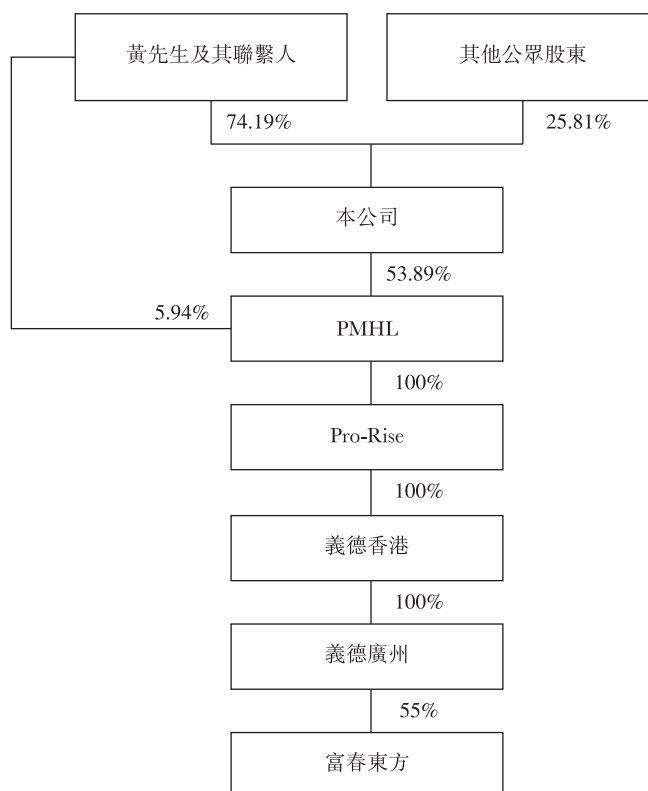 黃先生及其聯繫人
其他公眾股東
74.19%
25.81%
本公司
53.89%
5.94%
PMHL
100%
Pro-Rise
100%
義德香港
100%
義德廣州
55%
富春東方